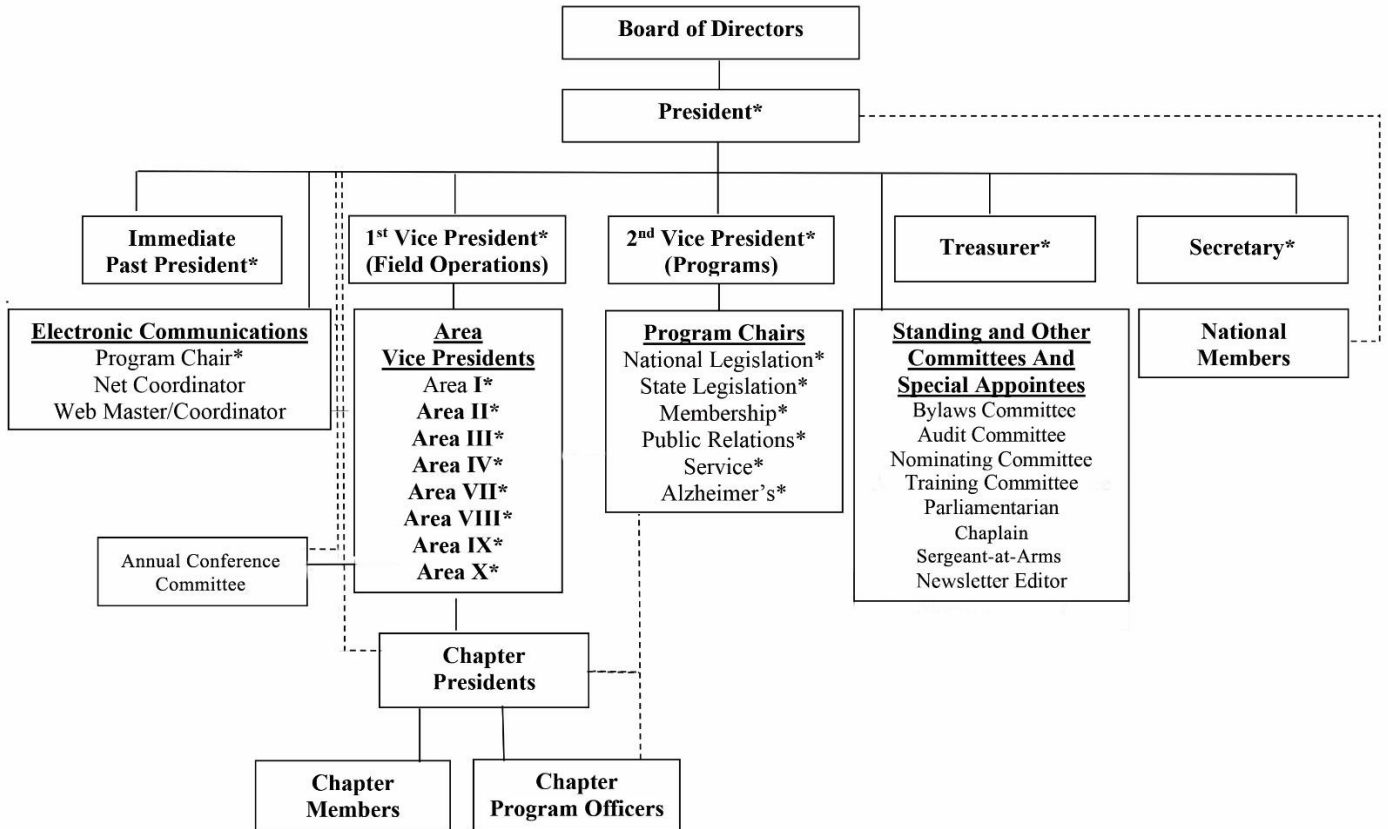 Board of Directors
President*
Immediate
Past President*
1st Vice President*
(Field Operations)
2nd Vice President*
(Programs)
Treasurer*
Secretary*
Electronic Communications
Program Chair*
Net Coordinator
Web Master/Coordinator
Area
Vice Presidents
Area I*
Area II*
Area III*
Area IV*
Area VII*
Area VIII*
Area IX*
Area X*
Program Chairs
National Legislation*
State Legislation*
Membership*
Public Relations*
Service*
Alzheimer's*
Standing and Other
Committees And
Special Appointees
Bylaws Committee
Audit Committee
Nominating Committee
Training Committee
Parliamentarian
Chaplain
Sergeant-at-Arms
Newsletter Editor
National
Members
Annual Conference
Committee
Chapter
Presidents
Chapter
Members
Chapter
Program Officers